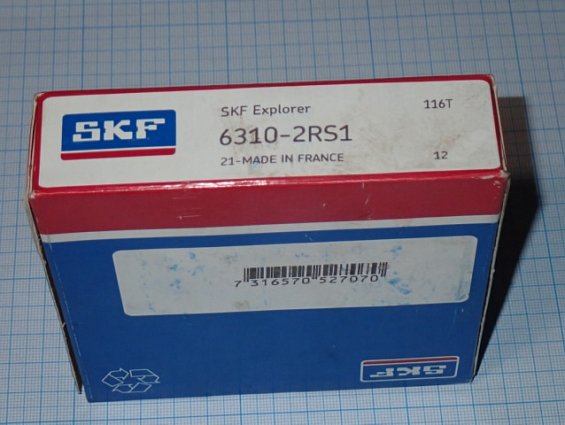 SKF
SKF Explorer 116T
6310-2RS1
21-MADE IN FRANCE 12
7 316570 527070
SKF